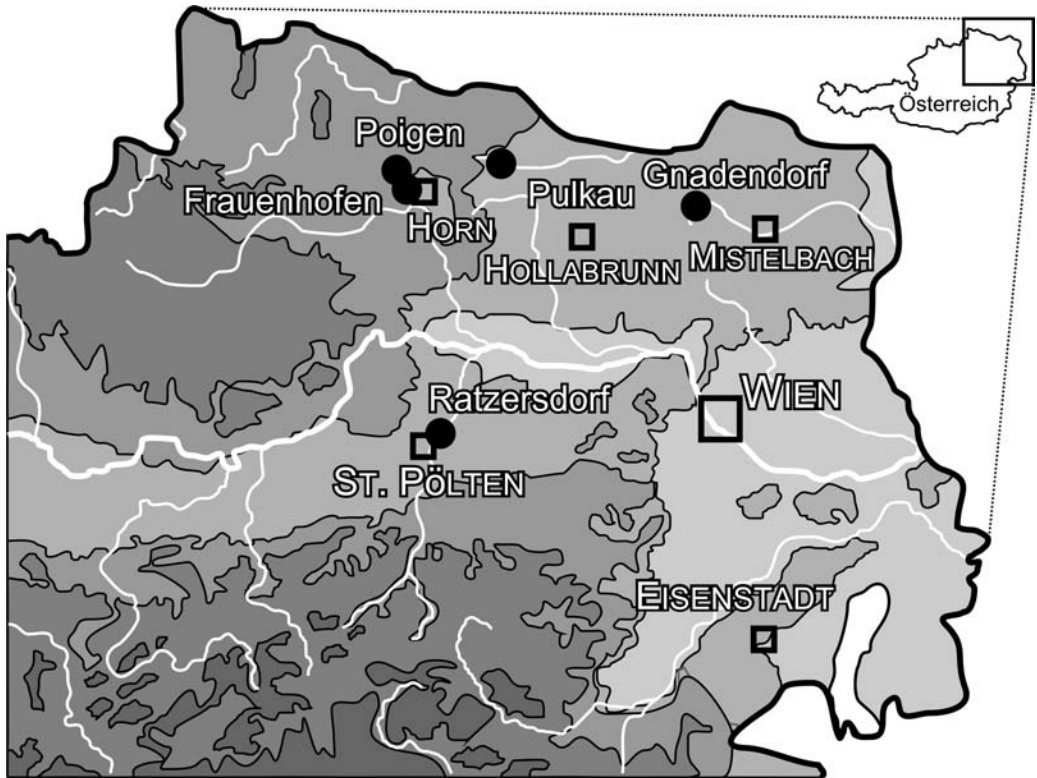 Österreich
Poigen
Frauenhofen
HORN
Pulkau
HOLLABRUNN
Gnadendorf
MISTELBACH
WIEN
Ratzersdorf
ST. PÖLTEN
EISENSTADT